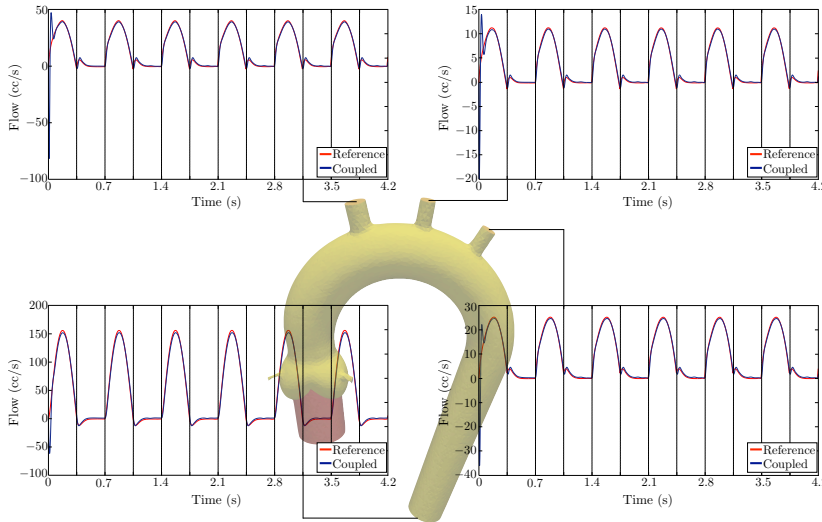 50
0
−50
−100
Flow (cc/s)
Reference
Coupled
0 0.7 1.4 2.1 2.8 3.5 4.2
Time (s)
15
10
5
0
−5
−10
−15
−20
Flow (cc/s)
Reference
Coupled
0 0.7 1.4 2.1 2.8 3.5 4.2
Time (s)
200
150
100
50
0
−50
−100
Flow (cc/s)
Reference
Coupled
0 0.7 1.4 2.1 2.8 3.5 4.2
Time (s)
30
20
10
0
−10
−20
−30
−40
Flow (cc/s)
Reference
Coupled
0 0.7 1.4 2.1 2.8 3.5 4.2
Time (s)